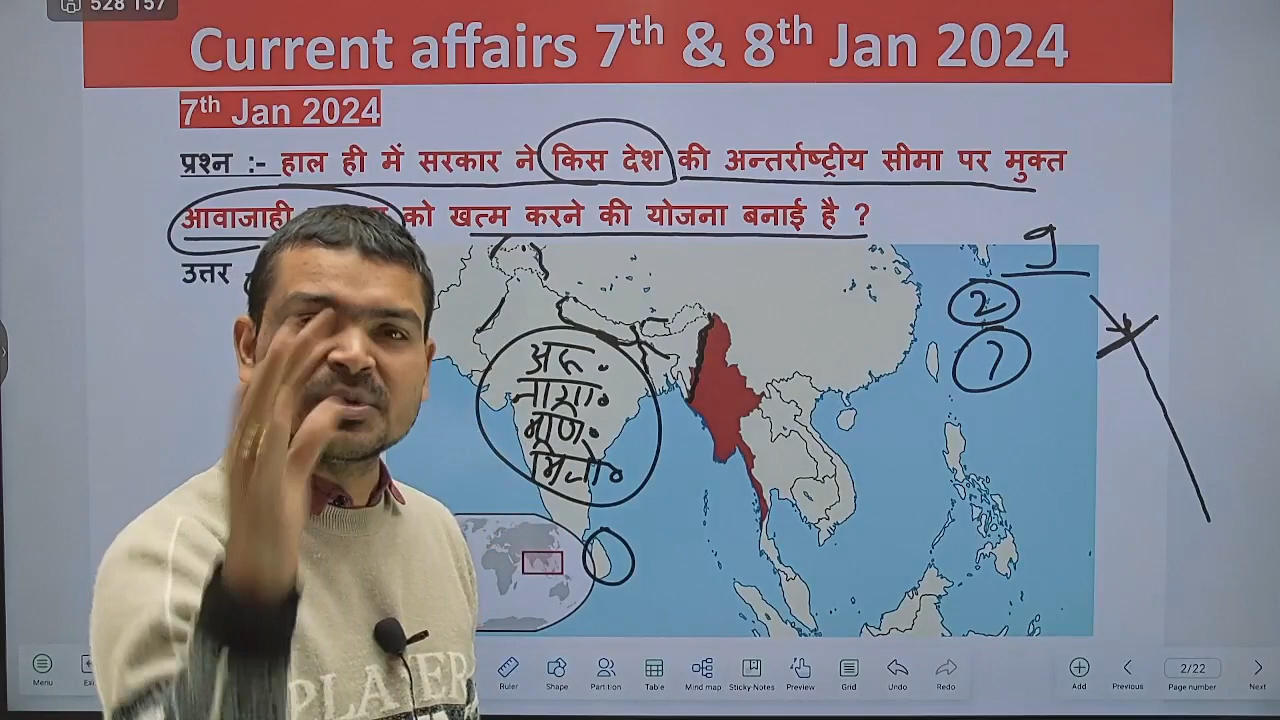 528 157
Current affairs 7th & 8th Jan 2024
7th Jan 2024
प्रश्न :- हाल ही में सरकार ने किस देश की अन्तर्राष्ट्रीय सीमा पर मुक्त
आवाजाही को खत्म करने की योजना बनाई है ?
उत्तर
9
2
7
अरु.
नागा.
मणि.
मिजो.
PLAYER
Menu
Ruler
Shape
Partition
Table
Mind map
Sticky-Notes
Preview
Grid
Undo
Redo
Add
Previous
2/22
Page number
Next